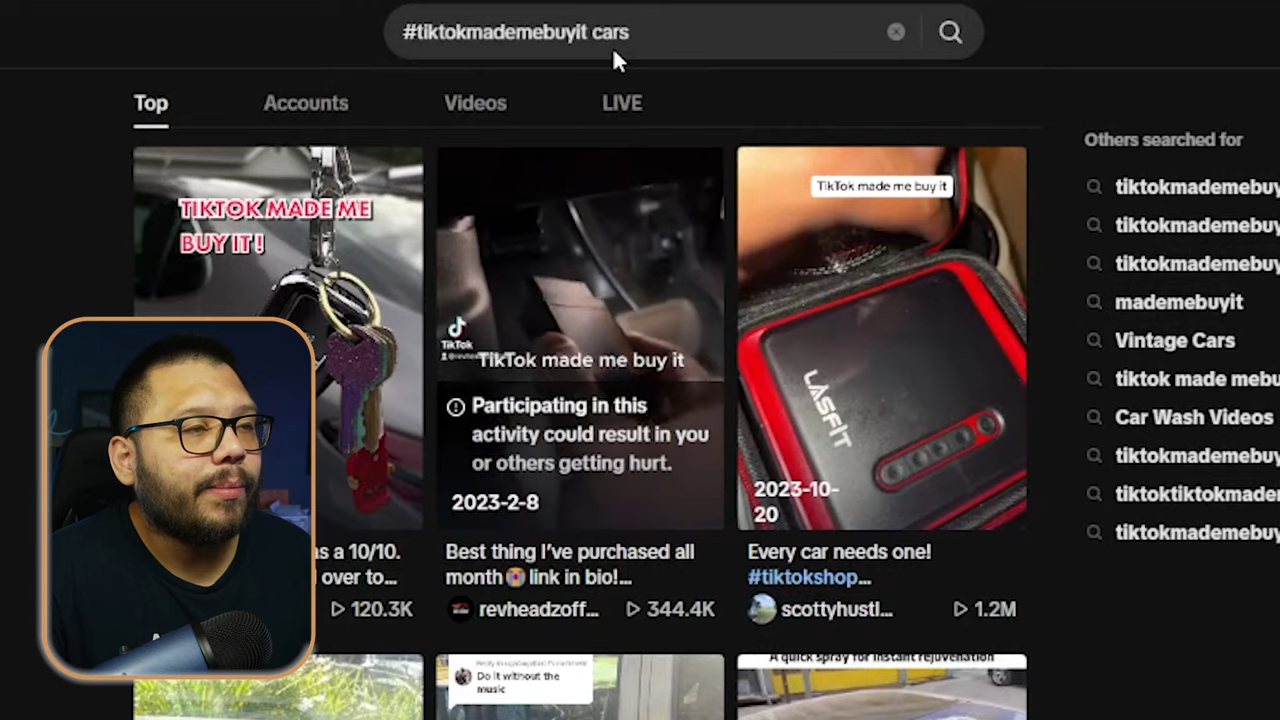 #tiktokmademebuyit cars
Top
Accounts
Videos
LIVE
Others searched for
tiktokmademebuy
tiktokmademebuy
tiktokmademebuy
mademebuyit
Vintage Cars
tiktok made mebu
Car Wash Videos
tiktokmademebuy
tiktoktiktokmade
tiktokmademebuy
TIKTOK MADE ME
BUY IT!
TikTok
TikTok made me buy it
Participating in this
activity could result in you
or others getting hurt.
2023-2-8
TikTok made me buy it
LASFIT
2023-10-
20
as a 10/10.
over to...
120.3K
Best thing I've purchased all
month😭link in bio!...
revheadzoff...
344.4K
Every car needs one!
#tiktokshop...
scottyhustl...
1.2M
Do it without the
music
A quick spray for instant rejuvenation